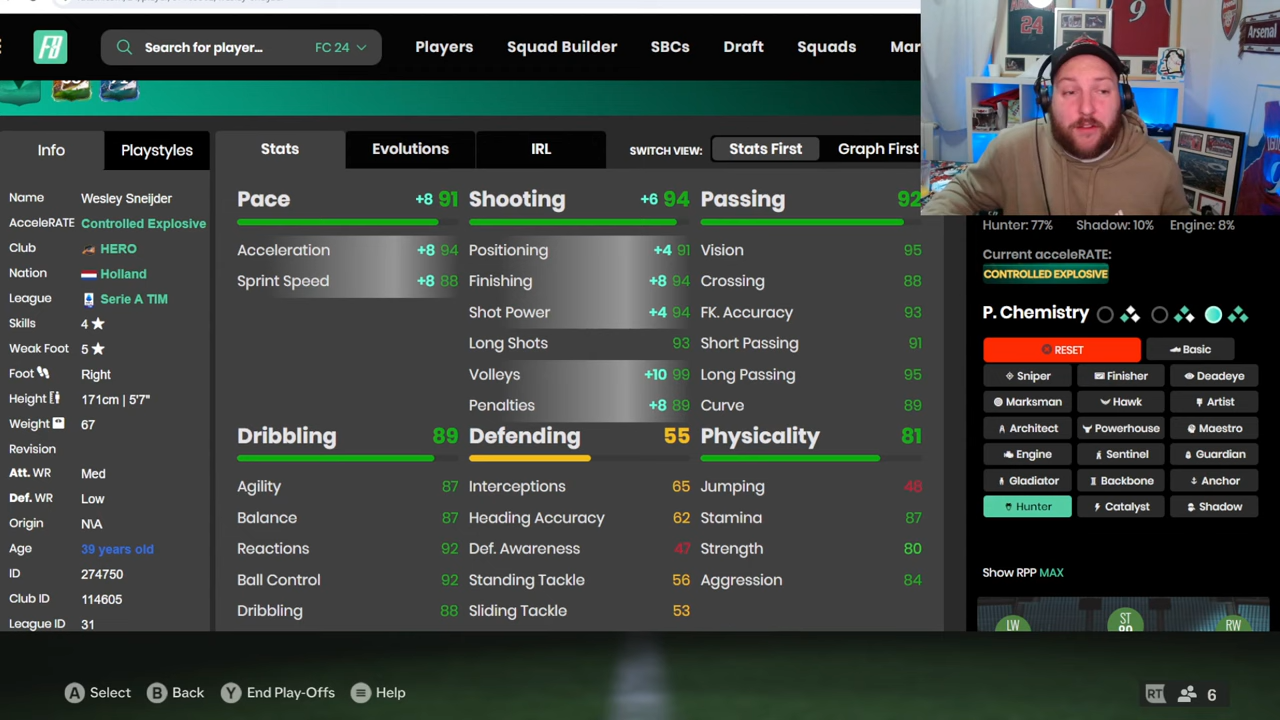 F8
Search for player...
FC 24
Players
Squad Builder
SBCs
Draft
Squads
Mar
24
9
Arsenal
Info
Playstyles
Stats
Evolutions
IRL
SWITCH VIEW:
Stats First
Graph First
Name Wesley Sneijder
AcceleRATE Controlled Explosive
Club HERO
Nation Holland
League Serie A TIM
Skills 4
Weak Foot 5
Foot Right
Height 171cm | 5'7"
Weight 67
Revision
Att. WR Med
Def. WR Low
Origin N\A
Age 39 years old
ID 274750
Club ID 114605
League ID 31
Pace +8 91
Acceleration +8 94
Sprint Speed +8 88
Shooting +6 94
Positioning +4 91
Finishing +8 94
Shot Power +4 94
Long Shots 93
Volleys +10 99
Penalties +8 89
Passing 92
Vision 95
Crossing 88
FK. Accuracy 93
Short Passing 91
Long Passing 95
Curve 89
Dribbling 89
Agility 87
Balance 87
Reactions 92
Ball Control 92
Dribbling 88
Defending 55
Interceptions 65
Heading Accuracy 62
Def. Awareness 47
Standing Tackle 56
Sliding Tackle 53
Physicality 81
Jumping 48
Stamina 87
Strength 80
Aggression 84
Hunter: 77% Shadow: 10% Engine: 8%
Current acceleRATE:
CONTROLLED EXPLOSIVE
P. Chemistry
RESET Basic
Sniper Finisher Deadeye
Marksman Hawk Artist
Architect Powerhouse Maestro
Engine Sentinel Guardian
Gladiator Backbone Anchor
Hunter Catalyst Shadow
Show RPP MAX
LW
ST
RW
A Select B Back Y End Play-Offs Help
RT 6